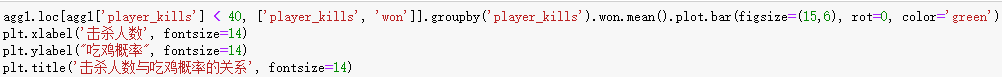 agg1.loc[agg1['player_kills'] < 40, ['player_kills', 'won']].groupby('player_kills').won.mean().plot.bar(figsize=(15,6), rot=0, color='green')
plt.xlabel('击杀人数', fontsize=14)
plt.ylabel("吃鸡概率", fontsize=14)
plt.title('击杀人数与吃鸡概率的关系', fontsize=14)